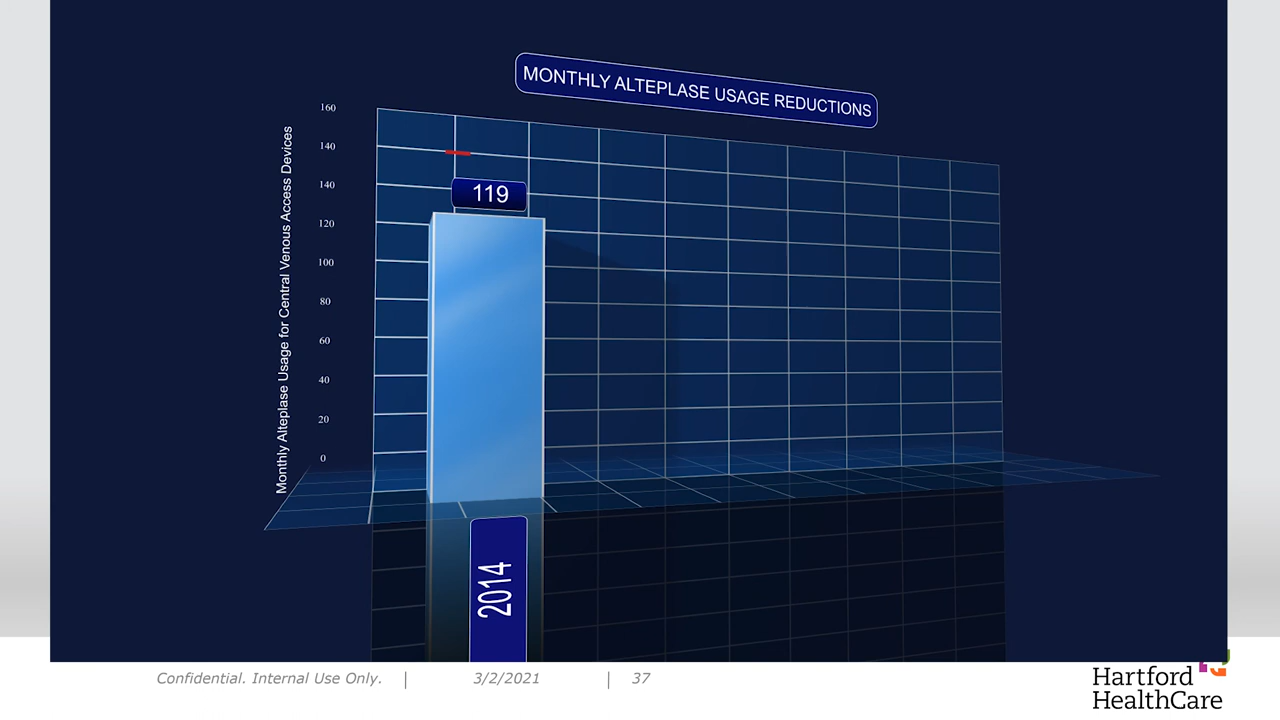 MONTHLY ALTEPLASE USAGE REDUCTIONS
Monthly Alteplase Usage for Central Venous Access Devices
160
140
140
120
100
80
60
40
20
0
119
2014
Confidential. Internal Use Only. | 3/2/2021 | 37
Hartford
HealthCare